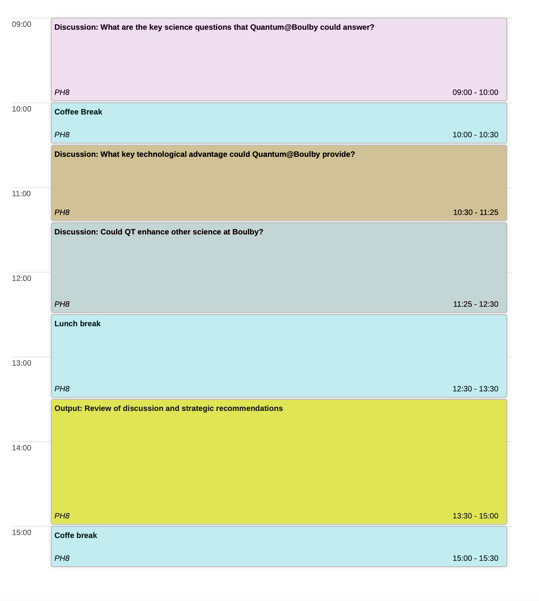 09:00
Discussion: What are the key science questions that Quantum@Boulby could answer?
PH8 09:00 - 10:00
10:00
Coffee Break
PH8 10:00 - 10:30
Discussion: What key technological advantage could Quantum@Boulby provide?
11:00
PH8 10:30 - 11:25
Discussion: Could QT enhance other science at Boulby?
12:00
PH8 11:25 - 12:30
Lunch break
13:00
PH8 12:30 - 13:30
Output: Review of discussion and strategic recommendations
14:00
PH8 13:30 - 15:00
15:00
Coffe break
PH8 15:00 - 15:30